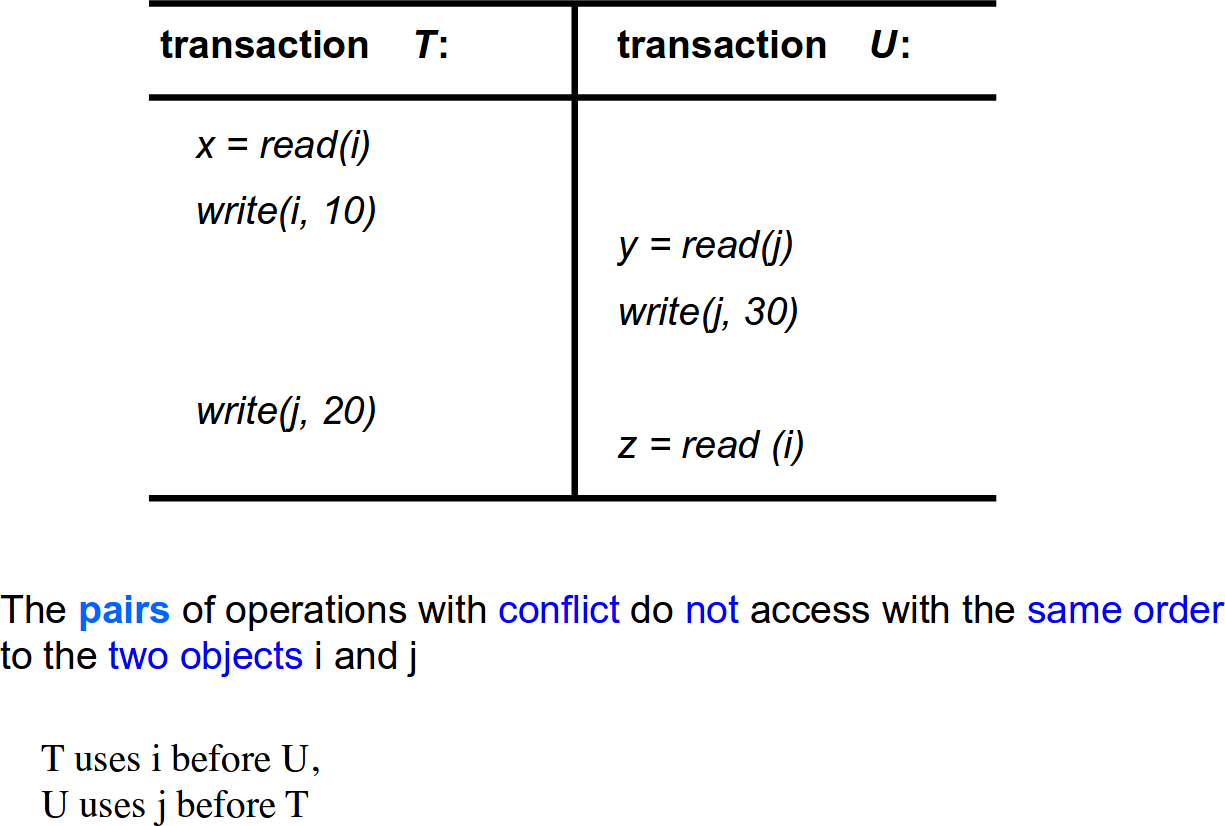 transaction T: transaction U:
x = read(i)
write(i, 10)
y = read(j)
write(j, 30)
write(j, 20)
z = read (i)
The pairs of operations with conflict do not access with the same order
to the two objects i and j
T uses i before U,
U uses j before T